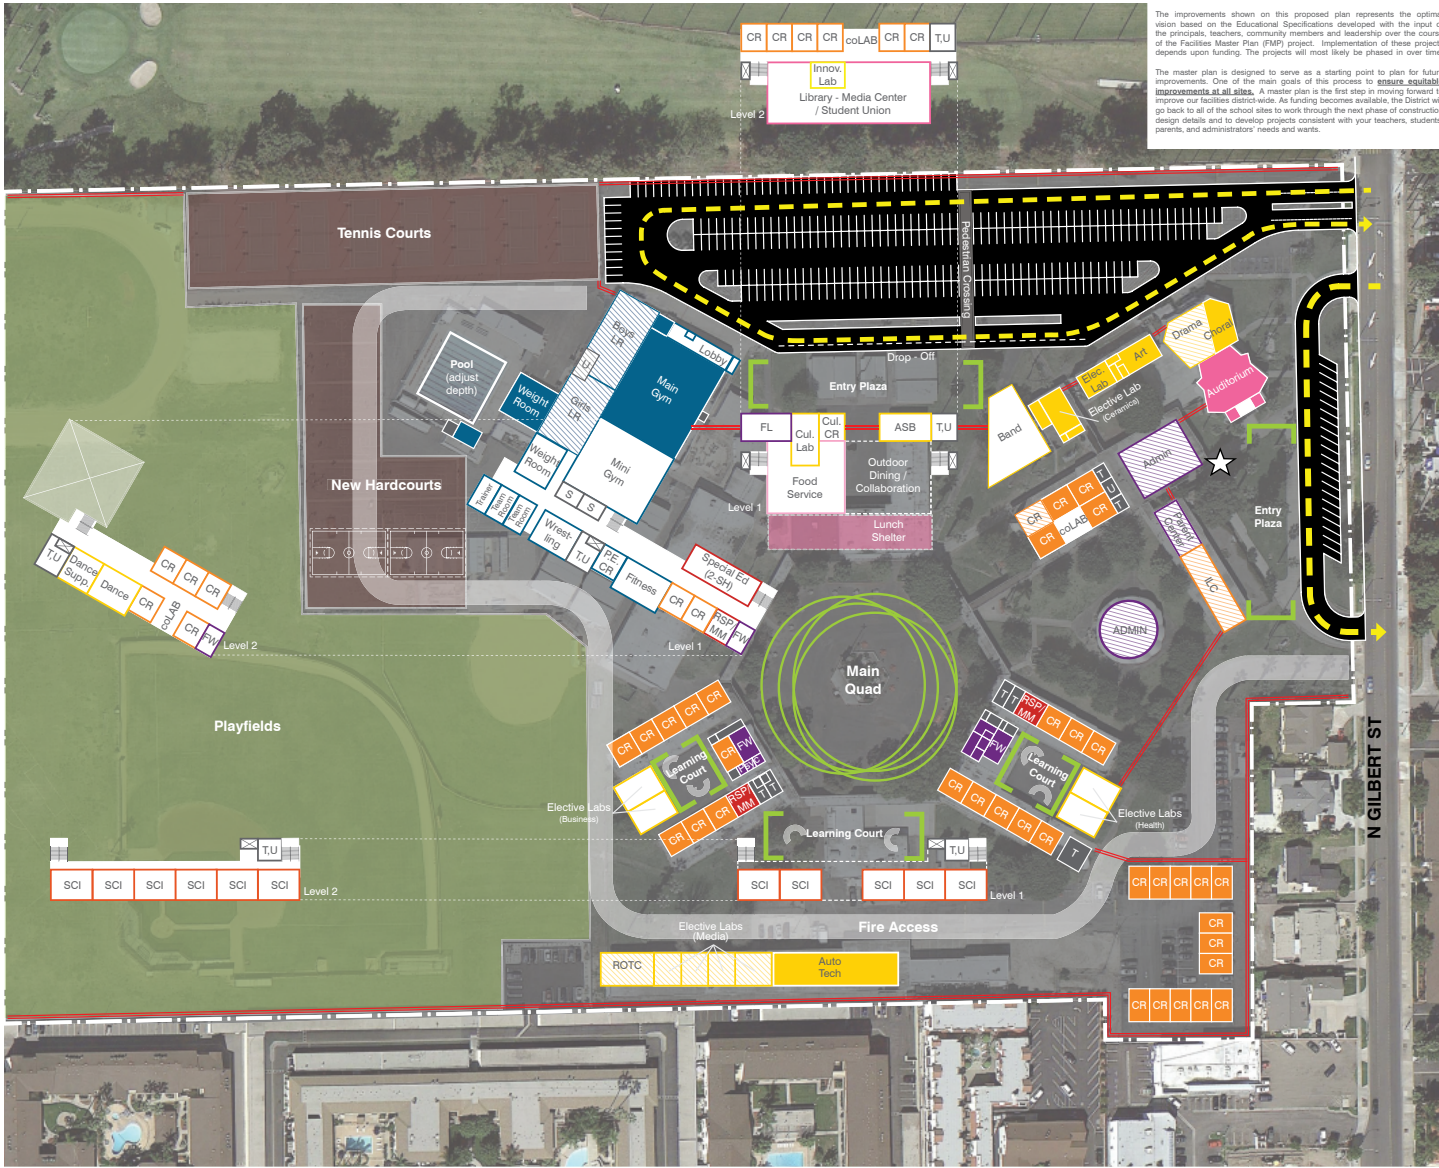 The improvements shown on this proposed plan represents the optima
vision based on the Educational Specifications developed with the input o
the principals, teachers, community members and leadership over the cours
of the Facilities Master Plan (FMP) project. Implementation of these project
depends upon funding. The projects will most likely be phased in over time
The master plan is designed to serve as a starting point to plan for futur
improvements. One of the main goals of this process to ensure equitabl
improvements at all sites. A master plan is the first step in moving forward t
improve our facilities district-wide. As funding becomes available, the District wi
go back to all of the school sites to work through the next phase of constructio
design details and to develop projects consistent with your teachers, students
parents, and administrators' needs and wants.
CR CR CR CR coLAB CR CR T,U
Innov.
Lab
Library - Media Center
/ Student Union
Level 2
Tennis Courts
Pedestrian Crossing
Drop - Off
Entry Plaza
Boys
LR
U
Girls
LR
Lobby
Main
Gym
Mini
Gym
Pool
(adjust
depth)
Weight
Room
Weight
Room
S
S
Trainer
Team
Room
Team
Room
Wrest-
ling
T,U
PE.
CR
Fitness
CR
CR
RSP/
MM
FW
Special Ed
(2-SH)
Level 1
New Hardcourts
FL
Cul.
Lab
Cul.
CR
ASB
T,U
Food
Service
Outdoor
Dining /
Collaboration
Level 1
Lunch
Shelter
Band
Elective Lab
(Ceramics)
Elec.
Lab
Art
Drama
Choral
Auditorium
Admin
Parent
Center
ILC
Entry
Plaza
CR
CR
CR
CR
CR
coLAB
T
U
T
ADMIN
T,U
Dance
Supp.
Dance
CR
coLAB
CR
FW
CR
CR
CR
Level 2
Main
Quad
Playfields
CR CR CR CR CR
Learning
Court
CR
FW
CR CR CR
RSP/
MM
T
T
Elective Labs
(Business)
T
T
RSP/
MM
CR CR CR
FW
Learning
Court
CR CR CR CR CR
T
Elective Labs
(Health)
Learning Court
T,U
SCI SCI SCI SCI SCI
Level 1
T,U
SCI SCI SCI SCI SCI SCI
Level 2
Fire Access
Elective Labs
(Media)
ROTC
Auto
Tech
CR CR CR CR CR
CR
CR
CR
CR CR CR CR CR
N GILBERT ST